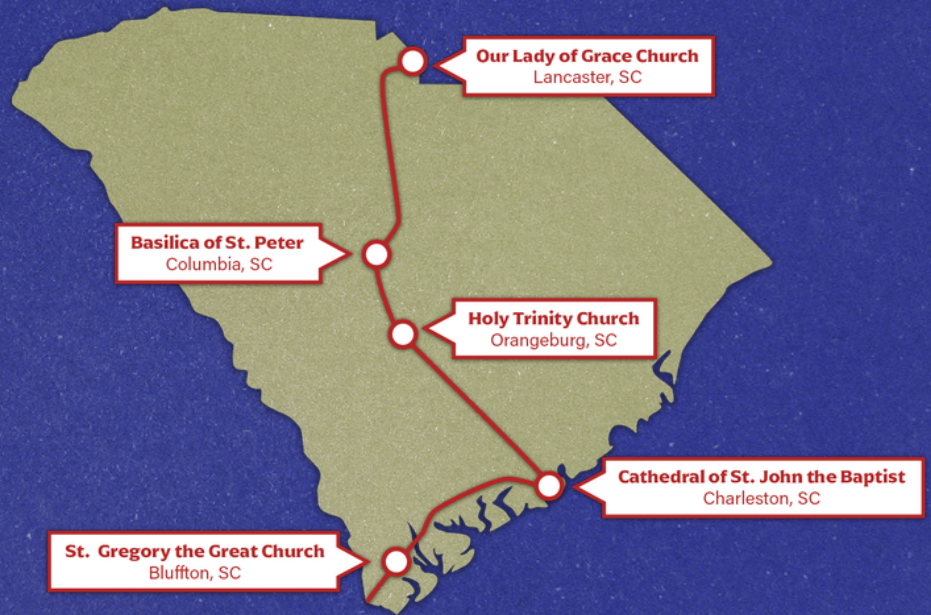 Our Lady of Grace Church
Lancaster, SC
Basilica of St. Peter
Columbia, SC
Holy Trinity Church
Orangeburg, SC
Cathedral of St. John the Baptist
Charleston, SC
St. Gregory the Great Church
Bluffton, SC